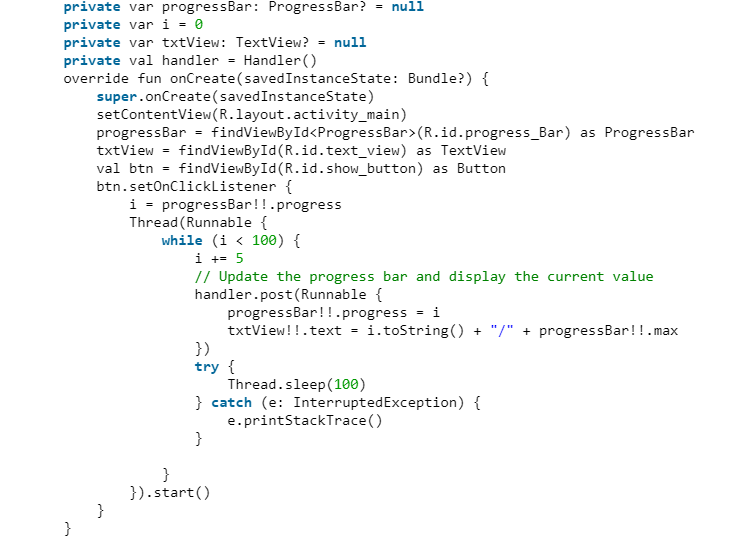 private var progressBar: ProgressBar? = null
private var i = 0
private var txtView: TextView? = null
private val handler = Handler()
override fun onCreate(savedInstanceState: Bundle?) {
    super.onCreate(savedInstanceState)
    setContentView(R.layout.activity_main)
    progressBar = findViewById<ProgressBar>(R.id.progress_Bar) as ProgressBar
    txtView = findViewById(R.id.text_view) as TextView
    val btn = findViewById(R.id.show_button) as Button
    btn.setOnClickListener {
        i = progressBar!!.progress
        Thread(Runnable {
            while (i < 100) {
                i += 5
                // Update the progress bar and display the current value
                handler.post(Runnable {
                    progressBar!!.progress = i
                    txtView!!.text = i.toString() + "/" + progressBar!!.max
                })
                try {
                    Thread.sleep(100)
                } catch (e: InterruptedException) {
                    e.printStackTrace()
                }

            }
        }).start()
    }
}